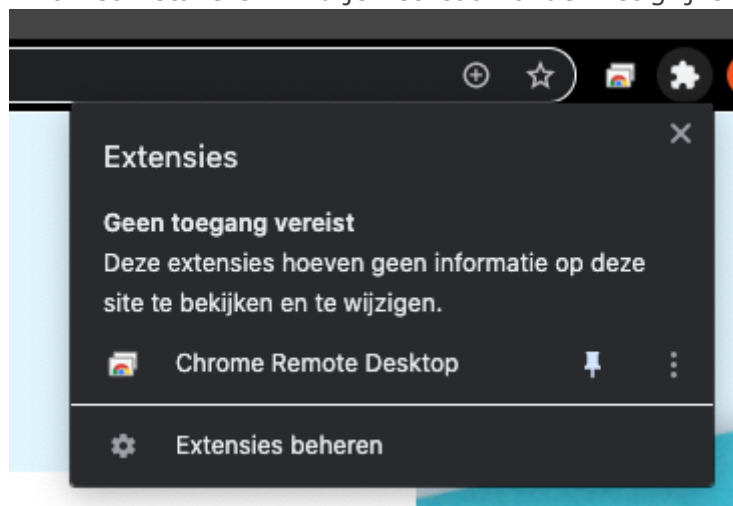 Extensies
Geen toegang vereist
Deze extensies hoeven geen informatie op deze
site te bekijken en te wijzigen.
Chrome Remote Desktop
Extensies beheren